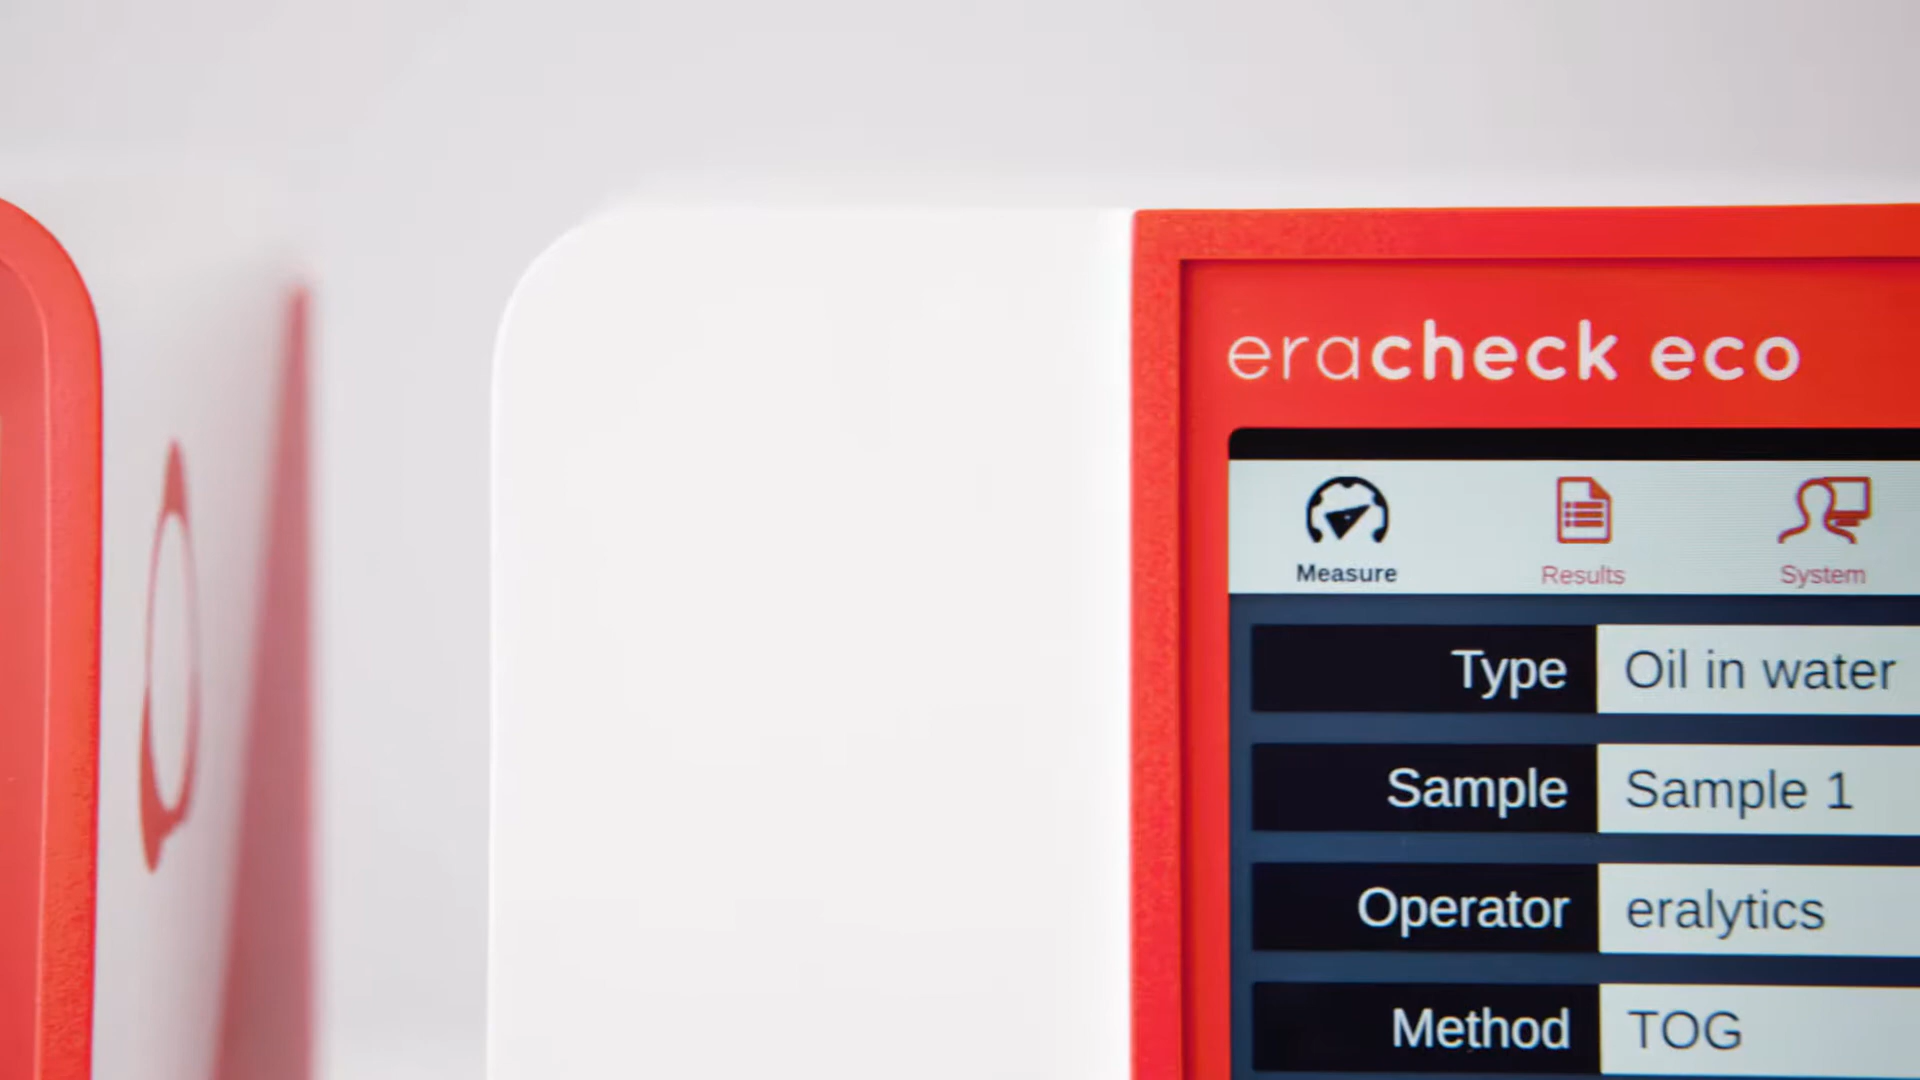 eracheck eco
Measure Results System
Type Oil in water
Sample Sample 1
Operator eralytics
Method TOG